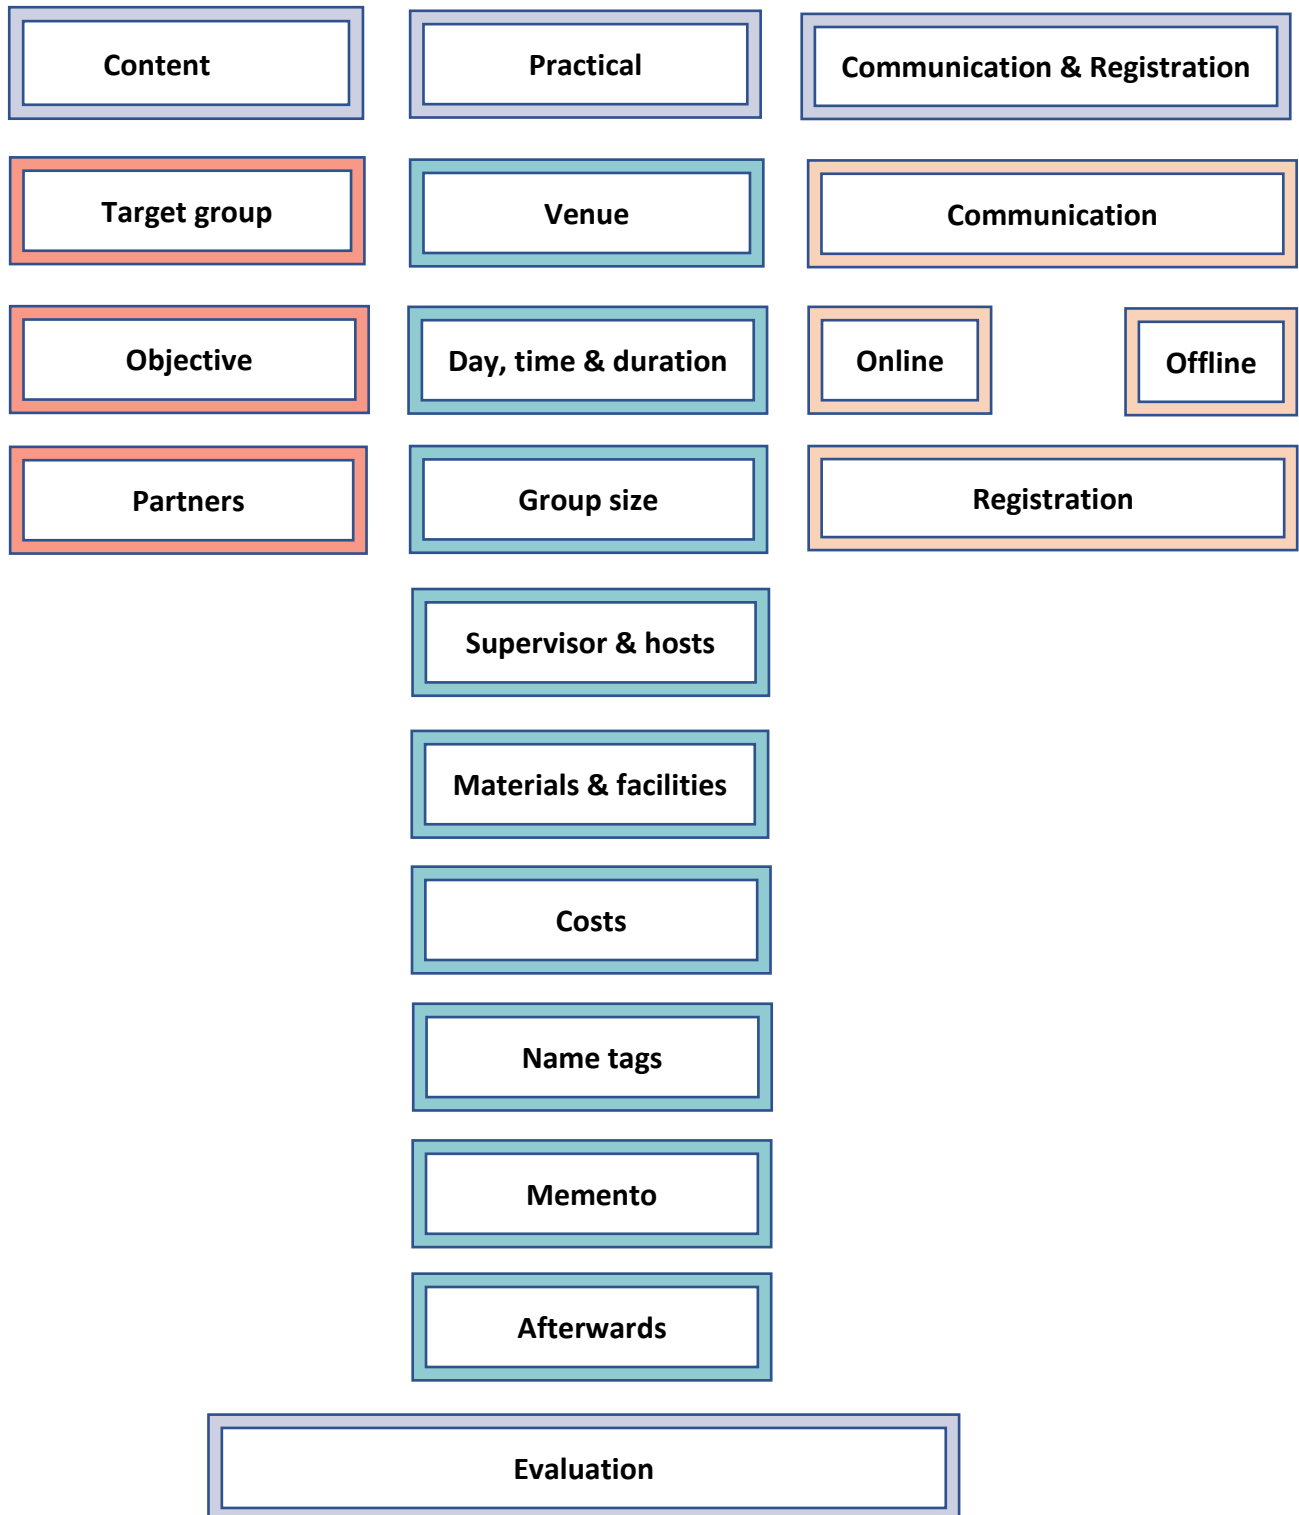 Content
Practical
Communication & Registration
Target group
Venue
Communication
Objective
Day, time & duration
Online
Offline
Partners
Group size
Registration
Supervisor & hosts
Materials & facilities
Costs
Name tags
Memento
Afterwards
Evaluation